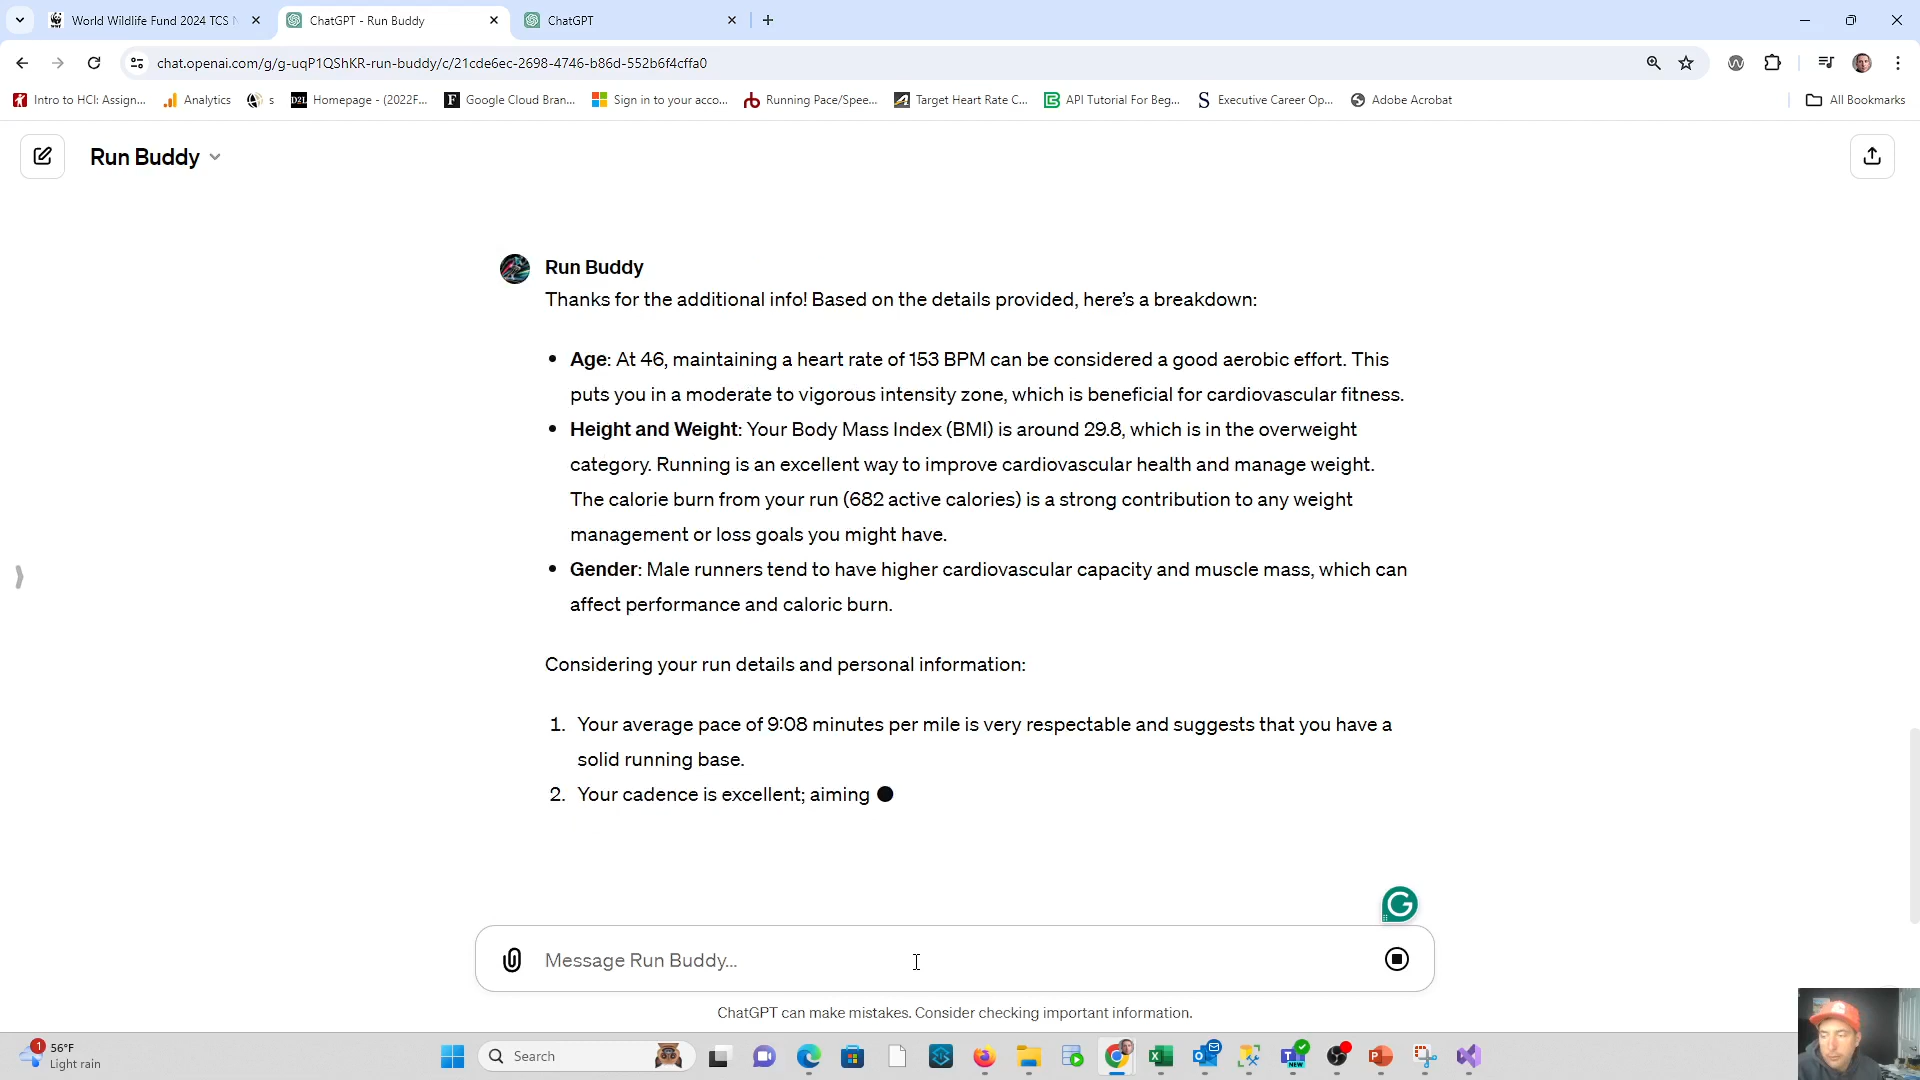 World Wildlife Fund 2024 TCS
ChatGPT - Run Buddy
ChatGPT
chat.openai.com/g/g-uqP1QShKR-run-buddy/c/21cde6ec-2698-4746-b86d-552b6f4cffa0
Intro to HCI: Assign...
Analytics
s
D2L
Homepage - (2022F...
Google Cloud Bran...
Sign in to your acco...
Running Pace/Spee...
Target Heart Rate C...
API Tutorial For Beg...
Executive Career Op...
Adobe Acrobat
All Bookmarks
Run Buddy
Run Buddy
Thanks for the additional info! Based on the details provided, here’s a breakdown:
• Age: At 46, maintaining a heart rate of 153 BPM can be considered a good aerobic effort. This
puts you in a moderate to vigorous intensity zone, which is beneficial for cardiovascular fitness.
• Height and Weight: Your Body Mass Index (BMI) is around 29.8, which is in the overweight
category. Running is an excellent way to improve cardiovascular health and manage weight.
The calorie burn from your run (682 active calories) is a strong contribution to any weight
management or loss goals you might have.
• Gender: Male runners tend to have higher cardiovascular capacity and muscle mass, which can
affect performance and caloric burn.
Considering your run details and personal information:
1. Your average pace of 9:08 minutes per mile is very respectable and suggests that you have a
solid running base.
2. Your cadence is excellent; aiming
Message Run Buddy...
ChatGPT can make mistakes. Consider checking important information.
1
56°F
Light rain
Search
NEW